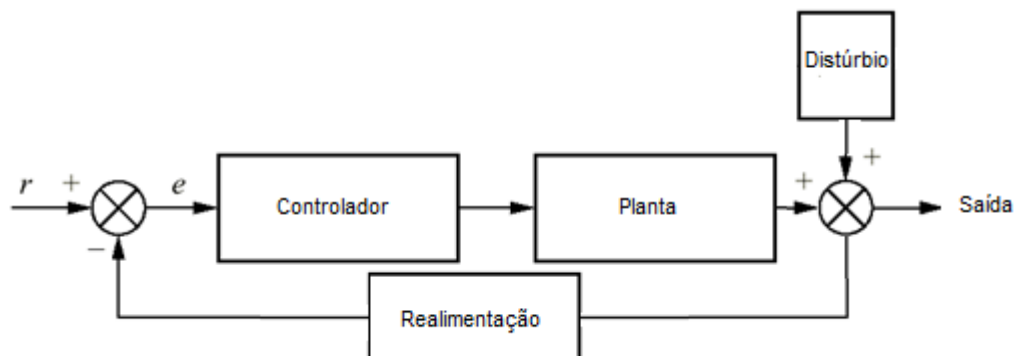 Distúrbio
r + e Controlador Planta + + Saída
−
Realimentação